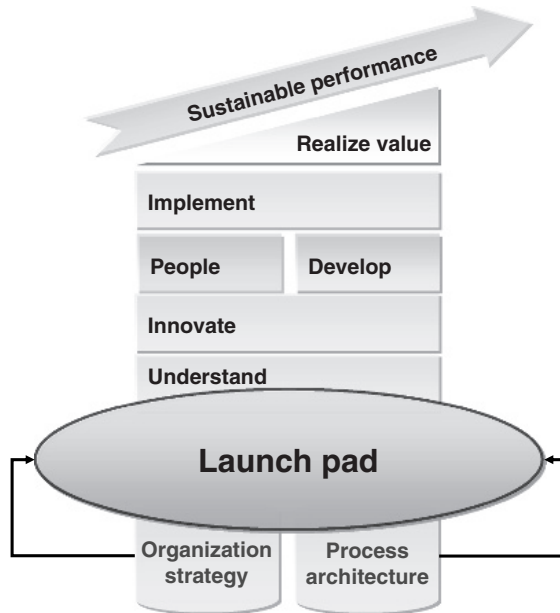 Sustainable performance
Realize value
Implement
People
Develop
Innovate
Understand
Launch pad
Organization
strategy
Process
architecture